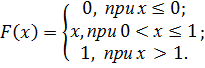 F(x) = { 0, при x ≤ 0;
x, при 0 < x ≤ 1;
1, при x > 1.